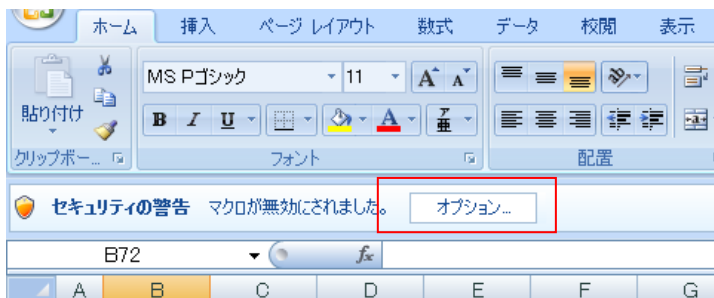 ホーム 挿入 ページ レイアウト 数式 データ 校閲 表示
MS Pゴシック 11 A A
貼り付け
B I U A ア亜
クリップボー... フォント 配置
セキュリティの警告 マクロが無効にされました。 オプション...
B72 fx
A B C D E F G